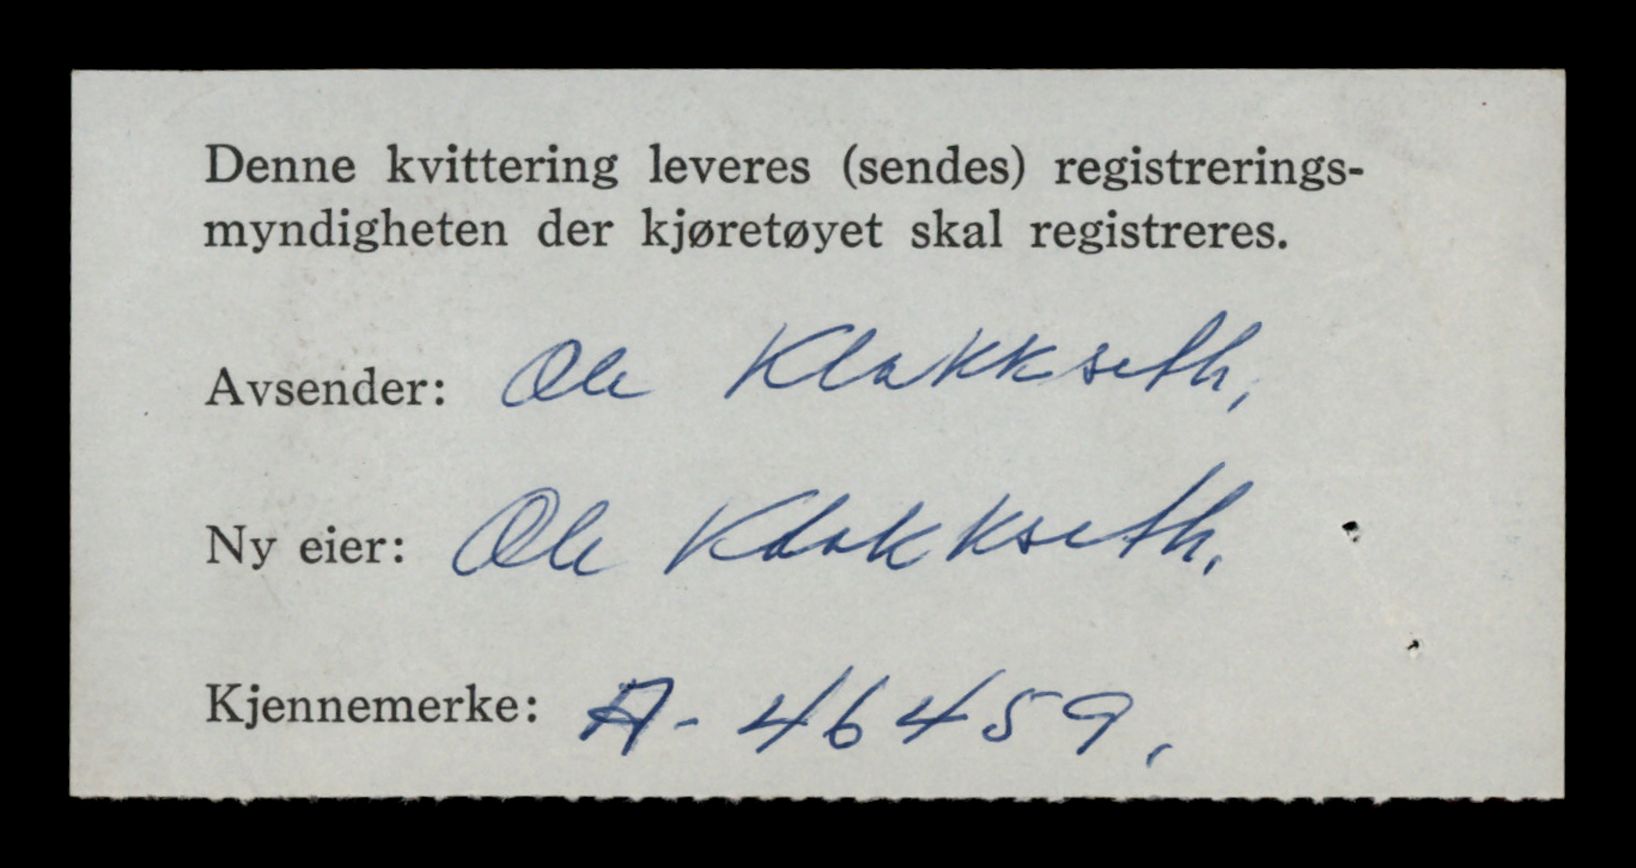 Denne kvittering leveres (sendes) registrerings-
myndigheten der kjøretøyet skal registreres.
Avsender: Ole Klakkseth,
Ny eier: Ole Klakkseth.
Kjennemerke: A-46459.